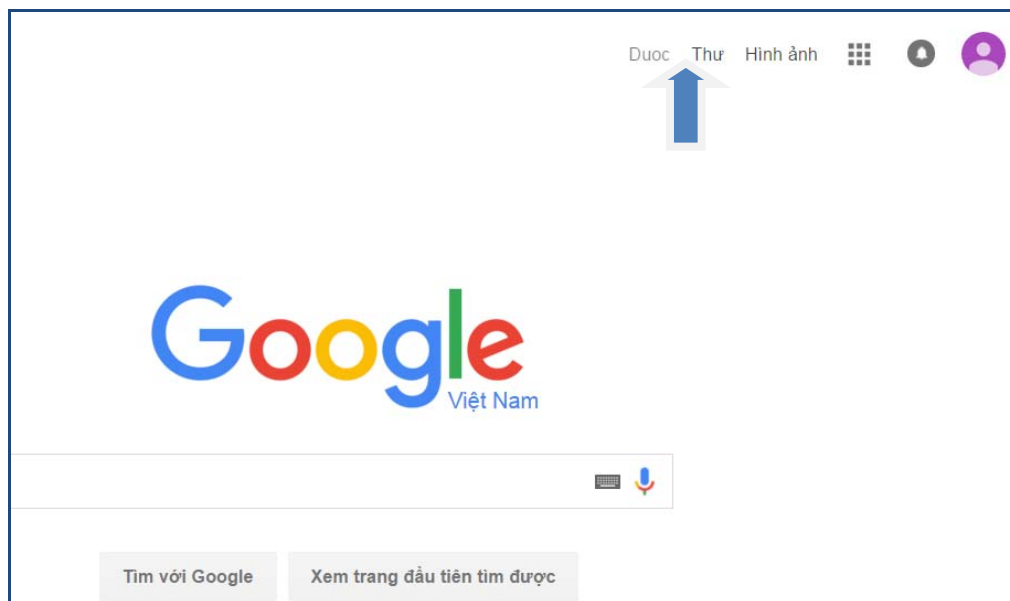 Duoc Thư Hình ảnh
Google
Việt Nam
Tìm với Google Xem trang đầu tiên tìm được